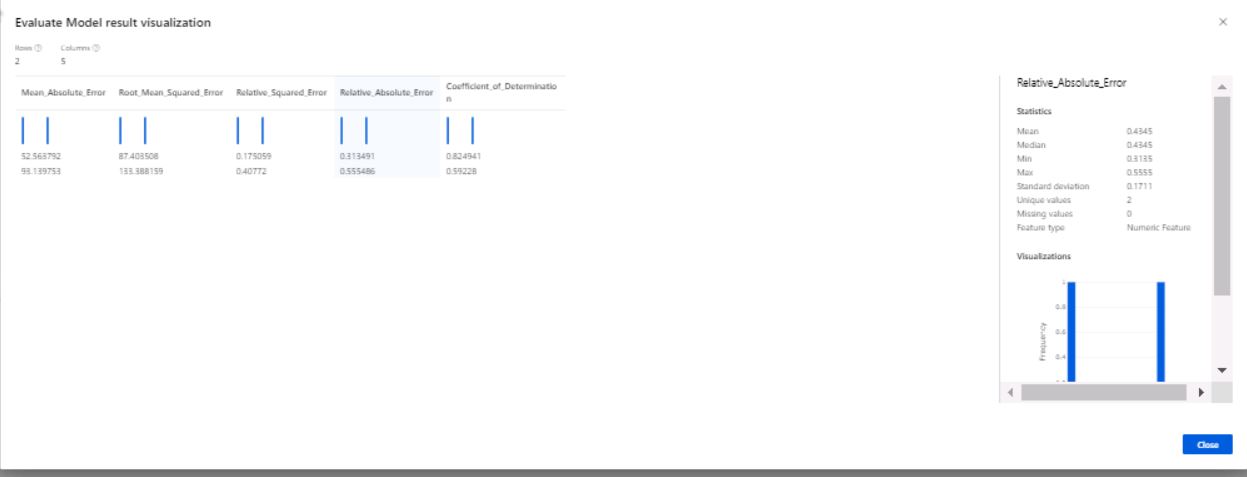 Evaluate Model result visualization
Rows Columns
2 5
Mean_Absolute_Error Root_Mean_Squared_Error Relative_Squared_Error Relative_Absolute_Error Coefficient_of_Determinatio
n
52.563792 87.403508 0.175059 0.313491 0.824941
93.139753 133.388159 0.40772 0.555486 0.59228
Relative_Absolute_Error
Statistics
Mean 0.4345
Median 0.4345
Min 0.3135
Max 0.5555
Standard deviation 0.1711
Unique values 2
Missing values 0
Feature type Numeric Feature
Visualizations
1
0.8
0.6
0.4
Frequency
Close